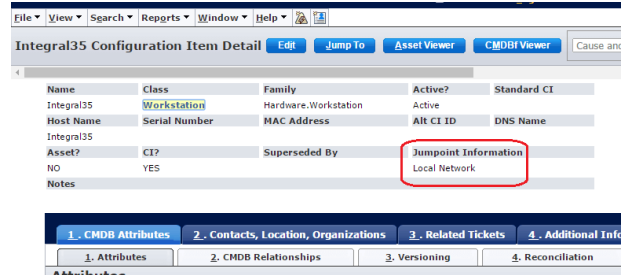 File View Search Reports Window Help
Integral35 Configuration Item Detail Edit Jump To Asset Viewer CMDBf Viewer Cause and
Name Class Family Active? Standard CI
Integral35 Workstation Hardware.Workstation Active
Host Name Serial Number MAC Address Alt CI ID DNS Name
Integral35
Asset? CI? Superseded By Jumpoint Information
NO YES Local Network
Notes
1. CMDB Attributes 2. Contacts, Location, Organizations 3. Related Tickets 4. Additional Info
1. Attributes 2. CMDB Relationships 3. Versioning 4. Reconciliation
Attributes